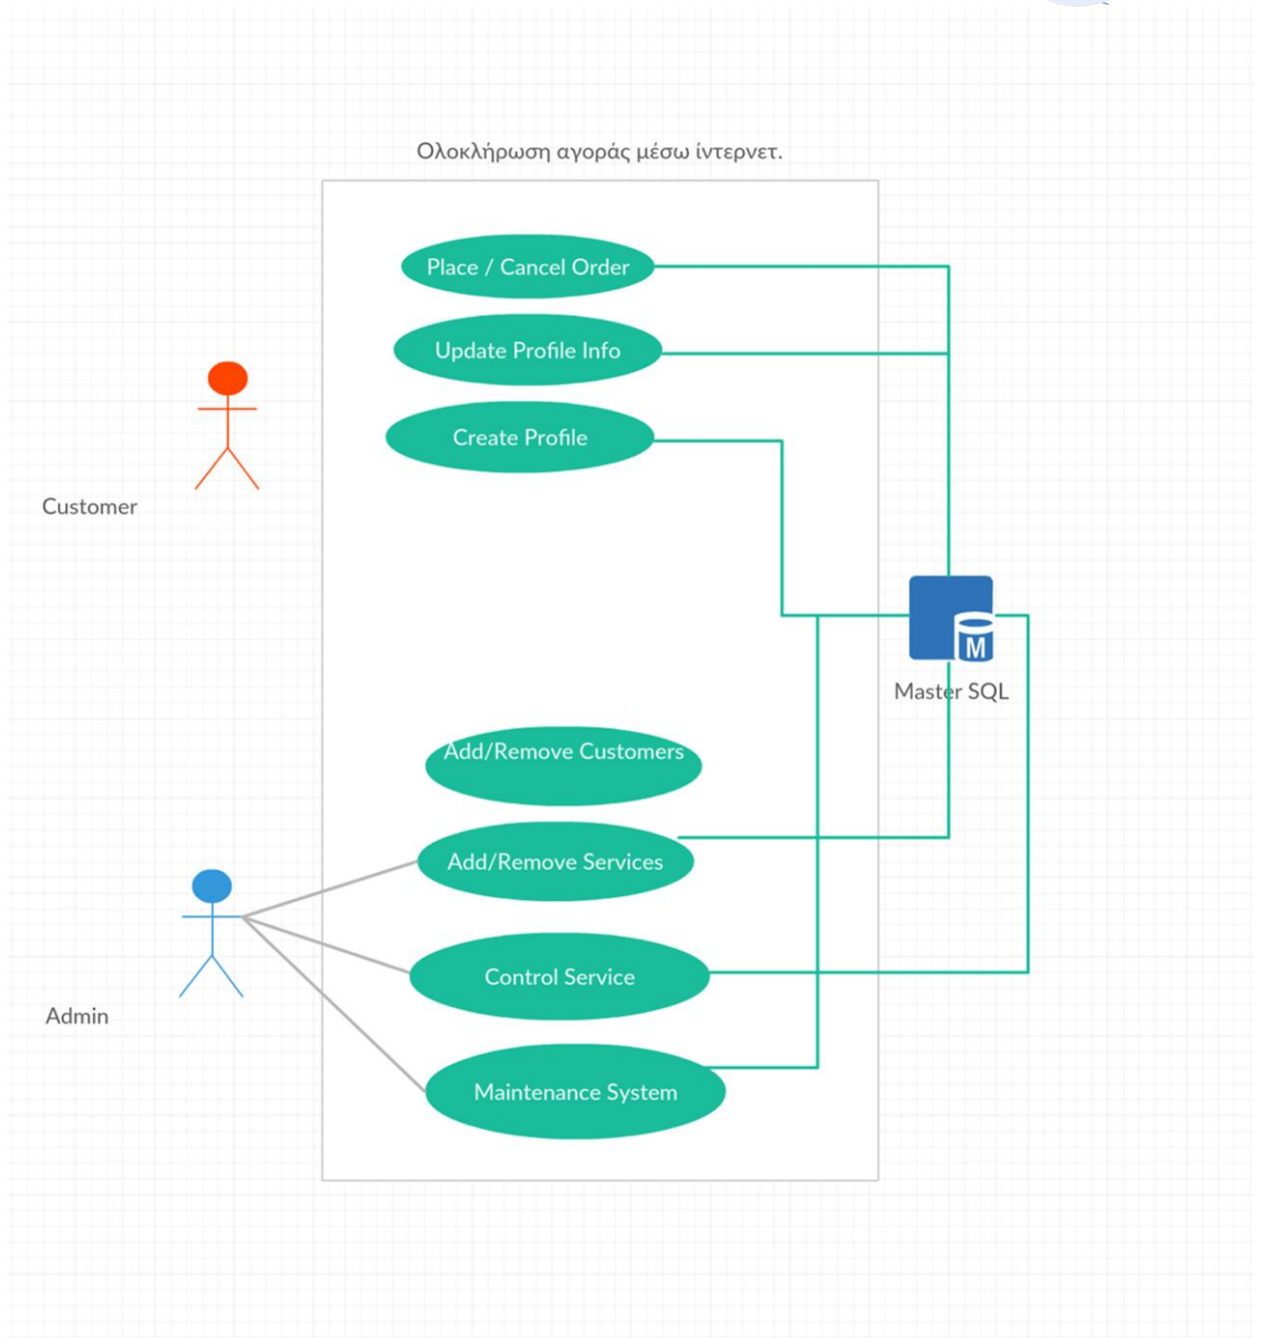 Ολοκλήρωση αγοράς μέσω ίντερνετ.
Place / Cancel Order
Update Profile Info
Create Profile
Customer
M
Master SQL
Add/Remove Customers
Add/Remove Services
Control Service
Admin
Maintenance System